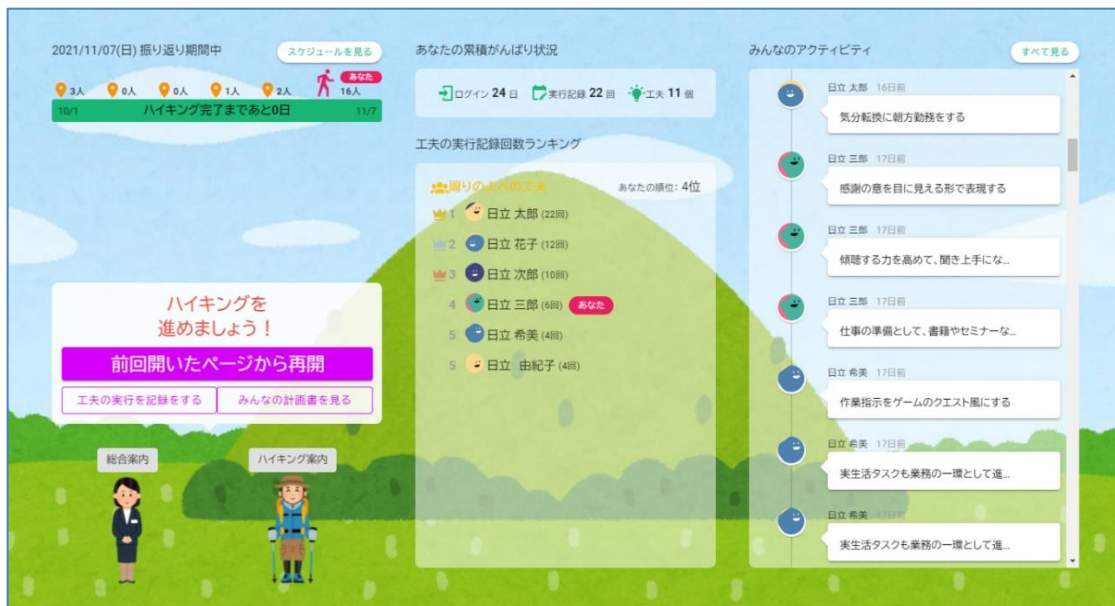 2021/11/07(日) 振り返り期間中
スケジュールを見る
3人
0人
0人
1人
2人
あなた
16人
10/1
ハイキング完了まであと0日
11/7
ハイキングを
進めましょう！
前回開いたページから再開
工夫の実行を記録をする
みんなの計画書を見る
総合案内
ハイキング案内
あなたの累積がんばり状況
ログイン 24 日
実行記録 22 回
工夫 11 個
工夫の実行記録回数ランキング
周りの人への工夫
あなたの順位: 4位
1 日立 太郎 (22回)
2 日立 花子 (12回)
3 日立 次郎 (10回)
4 日立 三郎 (6回) あなた
5 日立 希美 (4回)
5 日立 由紀子 (4回)
みんなのアクティビティ
すべて見る
日立 太郎 16日前
気分転換に朝方勤務をする
日立 三郎 17日前
感謝の意を目に見える形で表現する
日立 三郎 17日前
傾聴する力を高めて、聞き上手にな...
日立 三郎 17日前
仕事の準備として、書籍やセミナーな...
日立 希美 17日前
作業指示をゲームのクエスト風にする
日立 希美 17日前
実生活タスクも業務の一環として進...
日立 希美 17日前
実生活タスクも業務の一環として進...